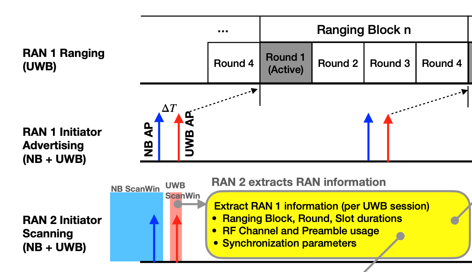 ...
Ranging Block n
RAN 1 Ranging
(UWB)
Round 4
Round 1
(Active)
Round 2
Round 3
Round 4
ΔT
NB AP
UWB AP
RAN 1 Initiator
Advertising
(NB + UWB)
NB ScanWin
UWB
ScanWin
RAN 2 extracts RAN information
RAN 2 Initiator
Scanning
(NB + UWB)
Extract RAN 1 information (per UWB session)
• Ranging Block, Round, Slot durations
• RF Channel and Preamble usage
• Synchronization parameters